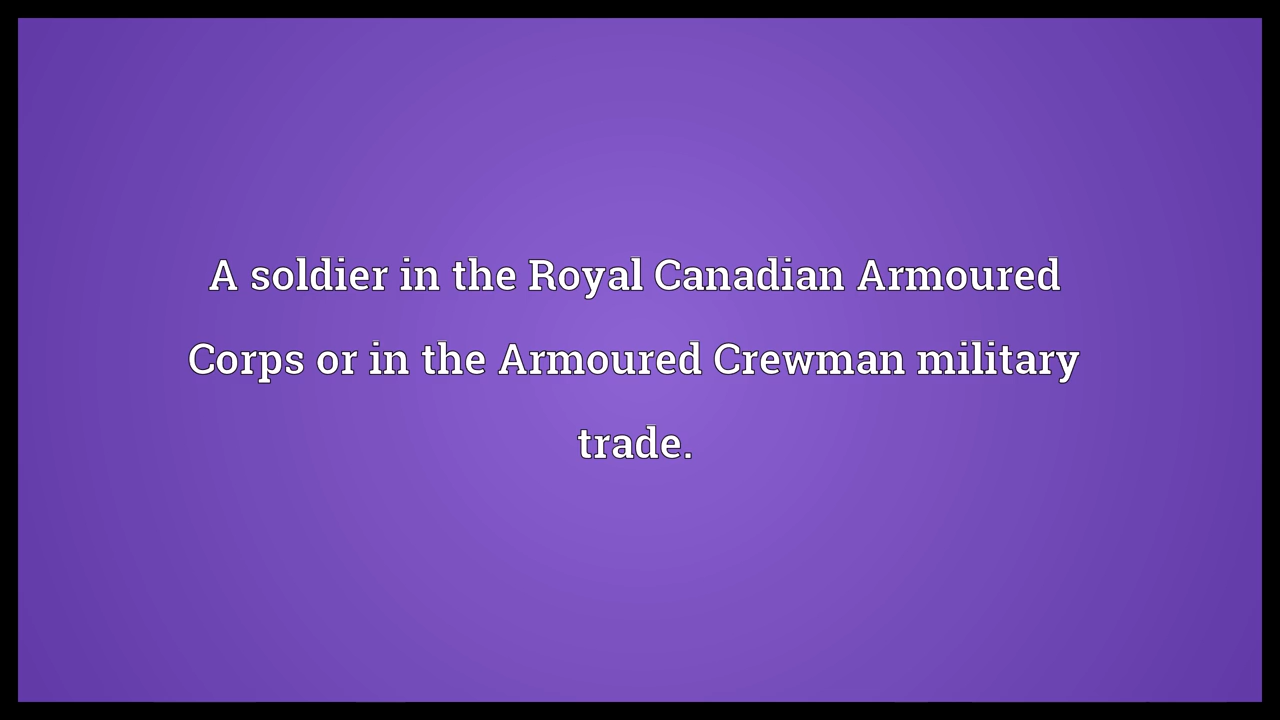 A soldier in the Royal Canadian Armoured
Corps or in the Armoured Crewman military
trade.